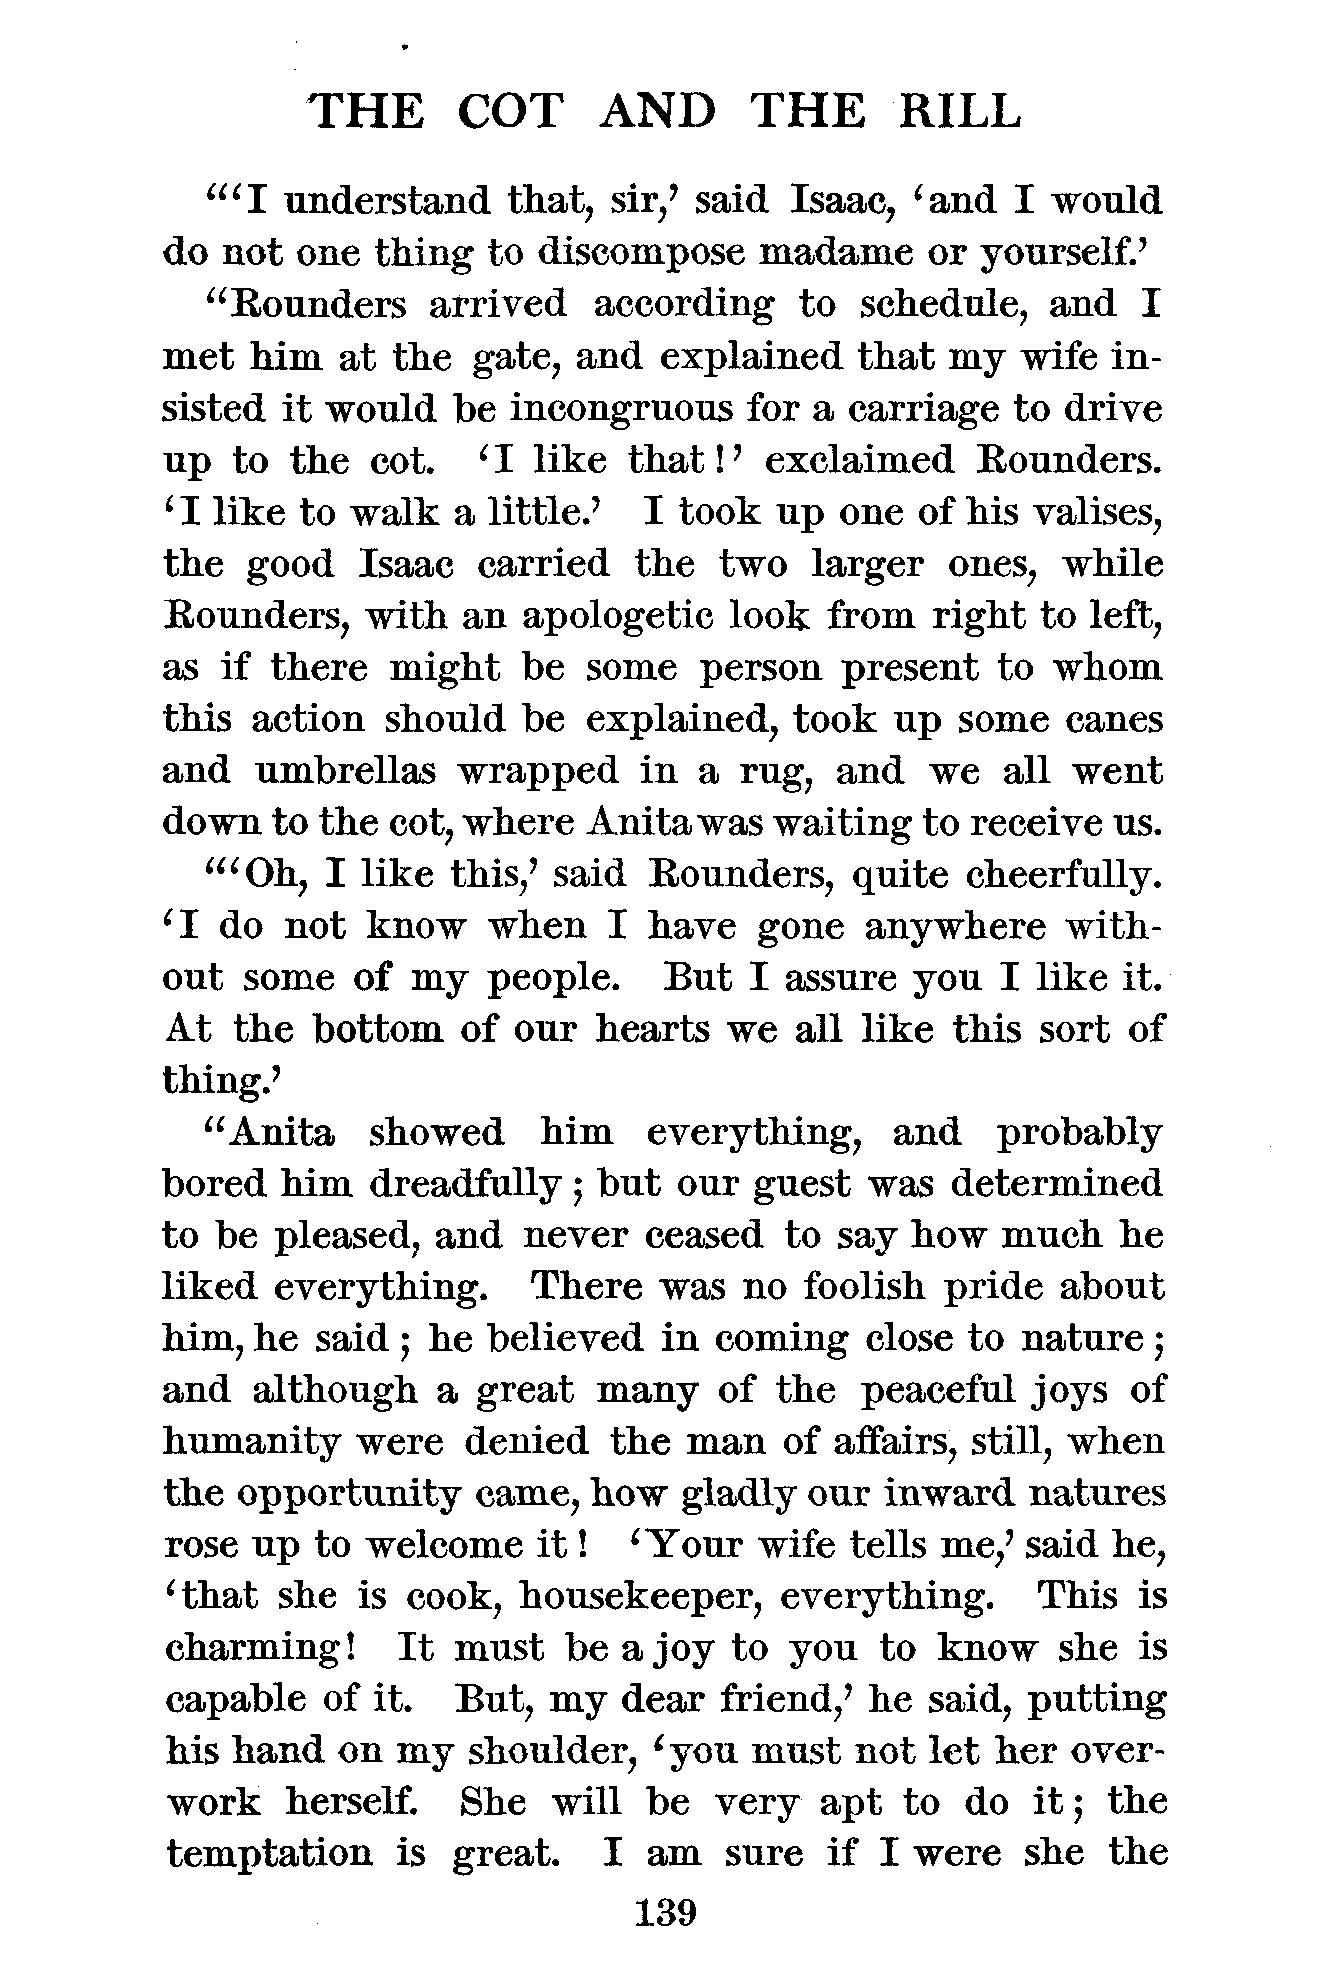 THE COT AND THE RILL
"'I understand that, sir,' said Isaac, 'and I would
do not one thing to discompose madame or yourself.'
"Rounders arrived according to schedule, and I
met him at the gate, and explained that my wife in-
sisted it would be incongruous for a carriage to drive
up to the cot. 'I like that!' exclaimed Rounders.
'I like to walk a little.' I took up one of his valises,
the good Isaac carried the two larger ones, while
Rounders, with an apologetic look from right to left,
as if there might be some person present to whom
this action should be explained, took up some canes
and umbrellas wrapped in a rug, and we all went
down to the cot, where Anita was waiting to receive us.
"'Oh, I like this,' said Rounders, quite cheerfully.
'I do not know when I have gone anywhere with-
out some of my people. But I assure you I like it.
At the bottom of our hearts we all like this sort of
thing.'
"Anita showed him everything, and probably
bored him dreadfully; but our guest was determined
to be pleased, and never ceased to say how much he
liked everything. There was no foolish pride about
him, he said; he believed in coming close to nature;
and although a great many of the peaceful joys of
humanity were denied the man of affairs, still, when
the opportunity came, how gladly our inward natures
rose up to welcome it! 'Your wife tells me,' said he,
'that she is cook, housekeeper, everything. This is
charming! It must be a joy to you to know she is
capable of it. But, my dear friend,' he said, putting
his hand on my shoulder, 'you must not let her over-
work herself. She will be very apt to do it; the
temptation is great. I am sure if I were she the
139